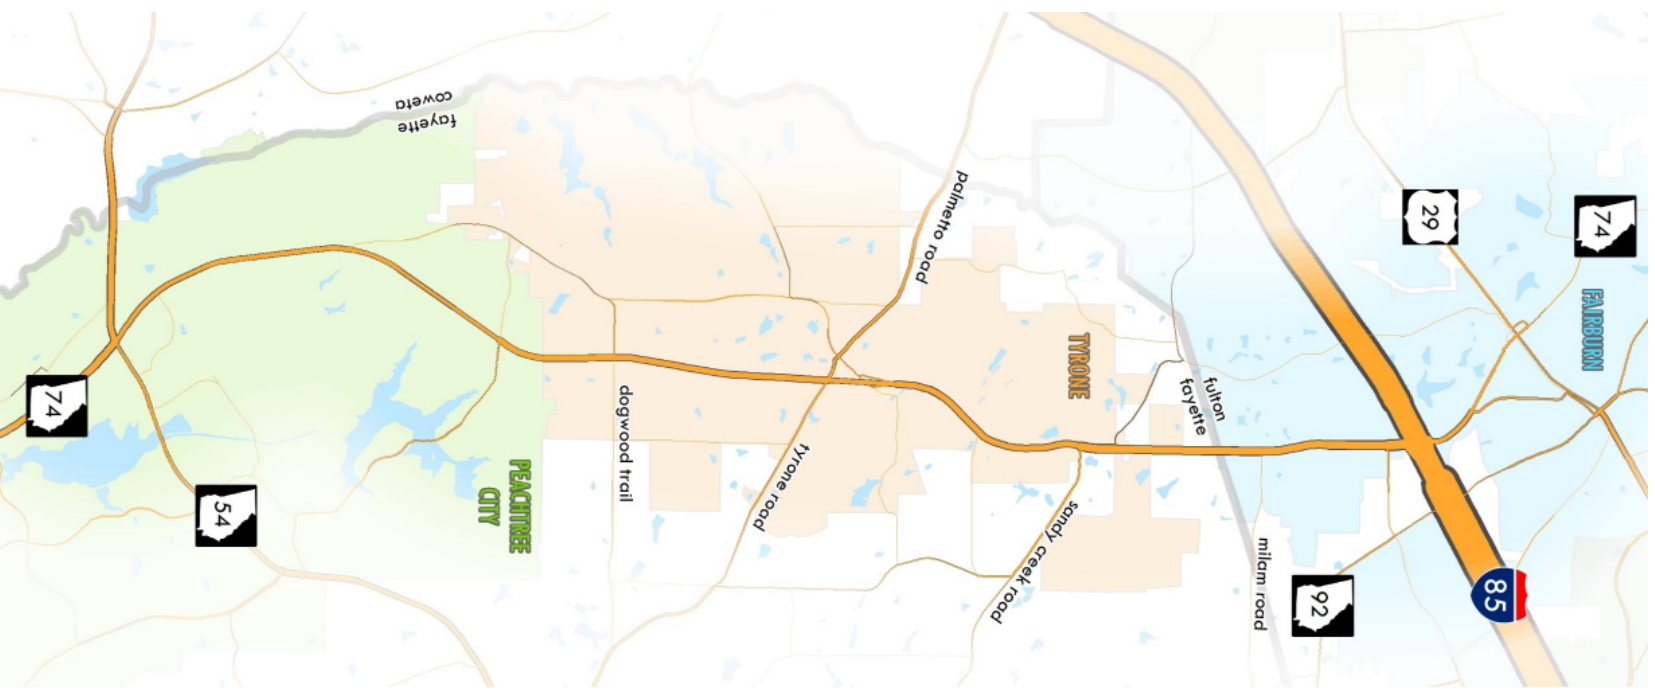 coweta
fayette
palmetto road
29
74
FAIRBURN
TYRONE
fulton
fayette
74
dogwood trail
tyrone road
PEACHTREE
CITY
54
sandy creek road
milam road
92
85